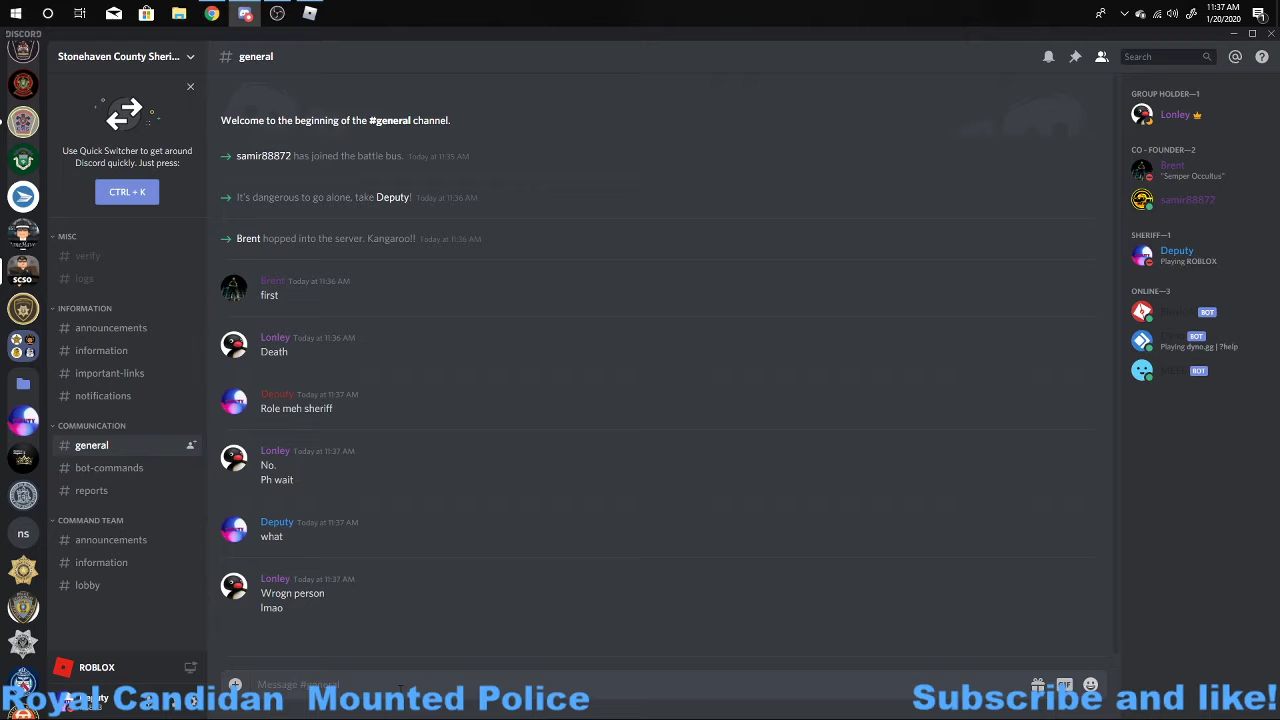 11:37 AM
1/20/2020
DISCORD
Stonehaven County Sheri...
general
Search
Use Quick Switcher to get around
Discord quickly. Just press:
CTRL + K
MISC
verify
logs
INFORMATION
announcements
information
important-links
notifications
COMMUNICATION
general
bot-commands
reports
COMMAND TEAM
announcements
information
lobby
SCSO
ns
ROBLOX
Welcome to the beginning of the #general channel.
samir88872 has joined the battle bus. Today at 11:35 AM
It's dangerous to go alone, take Deputy! Today at 11:36 AM
Brent hopped into the server. Kangaroo!! Today at 11:36 AM
Brent Today at 11:36 AM
first
Lonley Today at 11:36 AM
Death
Deputy Today at 11:37 AM
Role meh sheriff
Lonley Today at 11:37 AM
No.
Ph wait
Deputy Today at 11:37 AM
what
Lonley Today at 11:37 AM
Wrogn person
lmao
Message #general
GIF
GROUP HOLDER—1
Lonley
CO - FOUNDER—2
Brent
"Semper Occultus"
samir88872
SHERIFF—1
Deputy
Playing ROBLOX
ONLINE—3
BOT
BOT
Playing dyno.gg | ?help
MEE6 BOT
Royal Candidan Mounted Police
Subscribe and like!